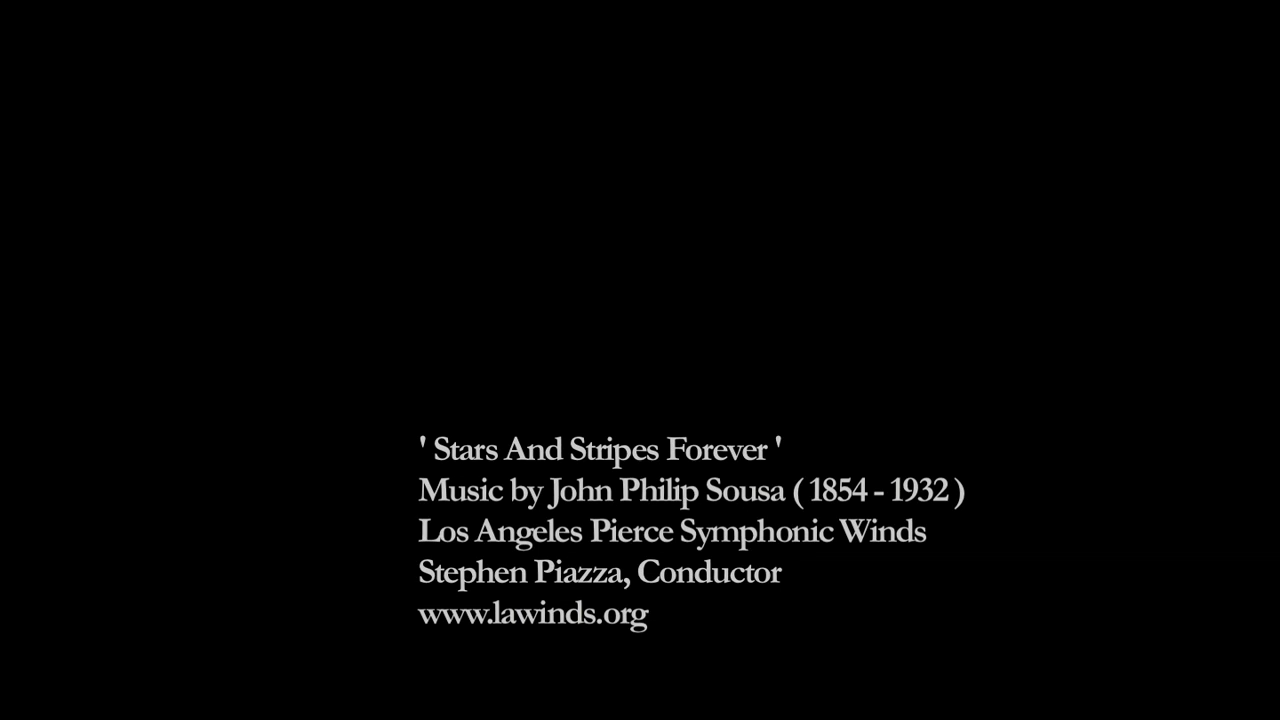 ' Stars And Stripes Forever '
Music by John Philip Sousa ( 1854 - 1932 )
Los Angeles Pierce Symphonic Winds
Stephen Piazza, Conductor
www.lawinds.org